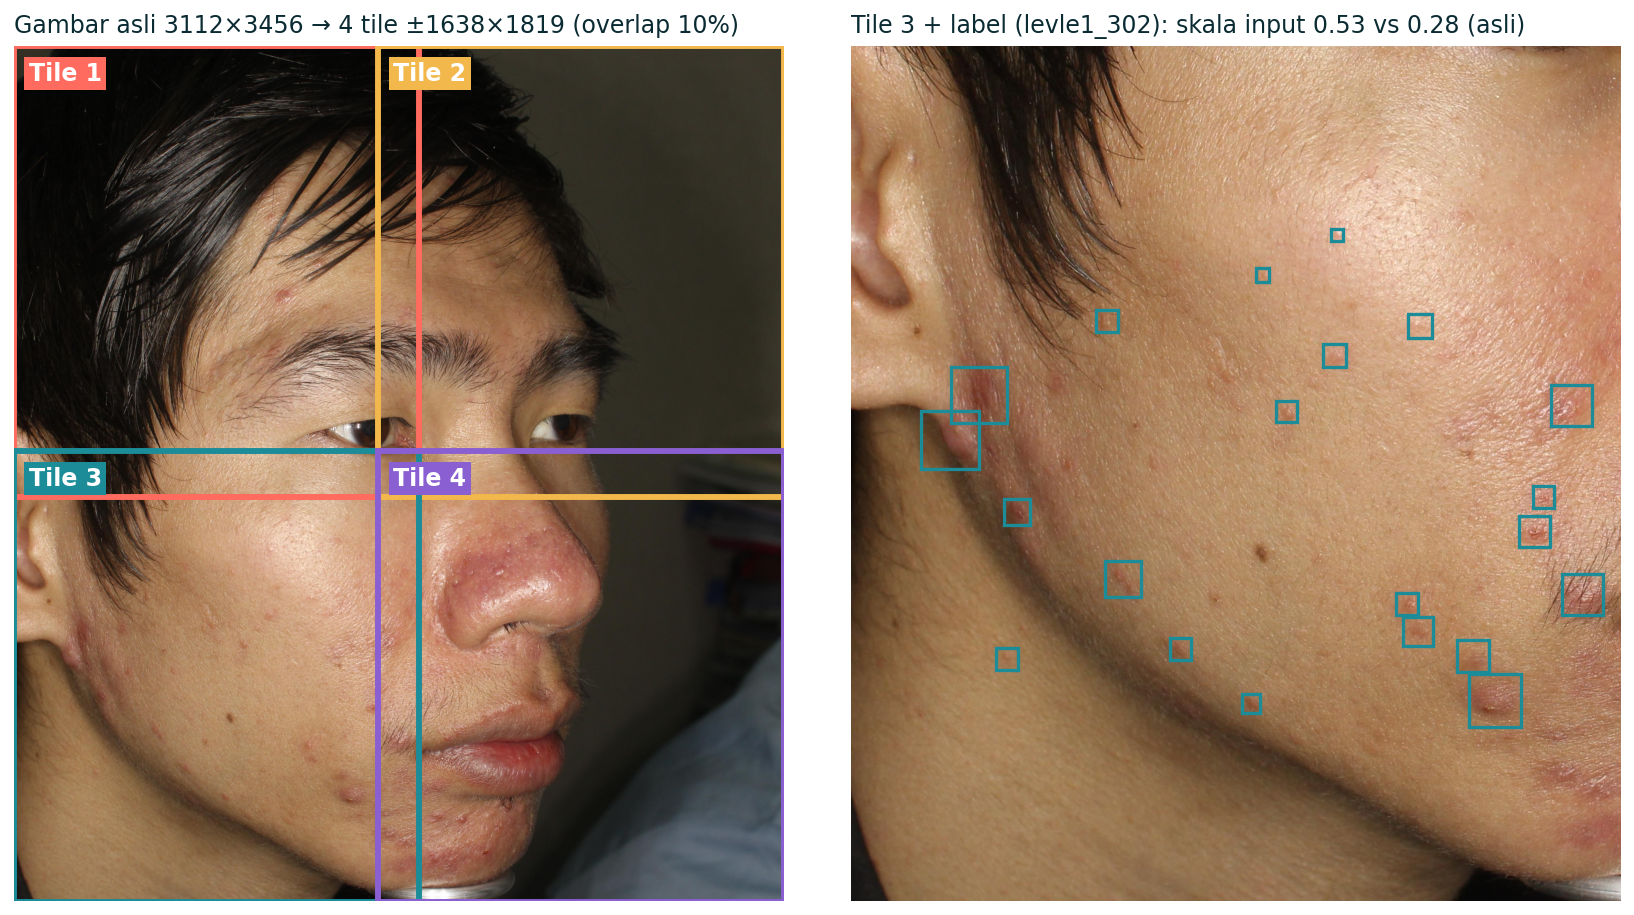 Gambar asli 3112×3456 → 4 tile ±1638×1819 (overlap 10%)
Tile 3 + label (levle1_302): skala input 0.53 vs 0.28 (asli)
Tile 1
Tile 2
Tile 3
Tile 4